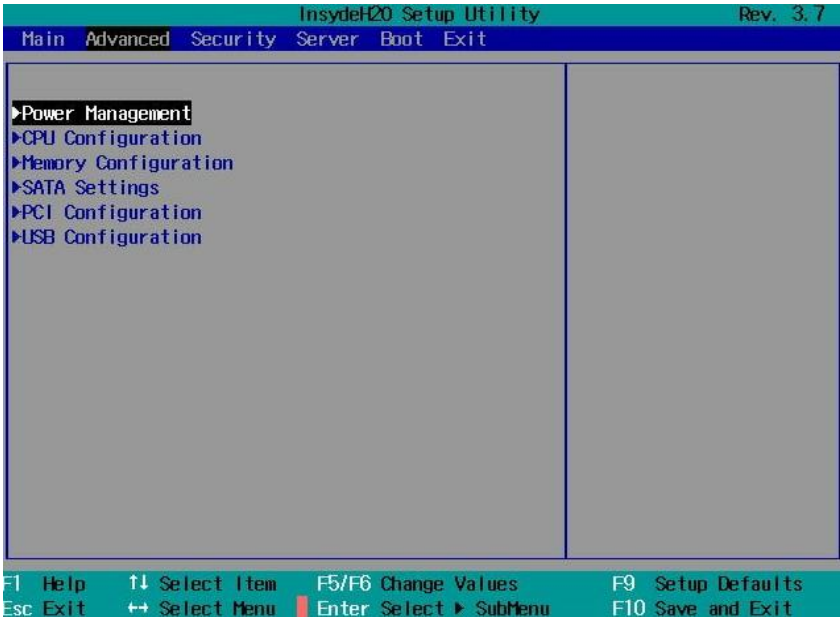 InsydeH2O Setup Utility Rev. 3.7
Main Advanced Security Server Boot Exit
▶Power Management
▶CPU Configuration
▶Memory Configuration
▶SATA Settings
▶PCI Configuration
▶USB Configuration
F1 Help ↑↓ Select Item F5/F6 Change Values F9 Setup Defaults
Esc Exit ↔ Select Menu Enter Select ▶ SubMenu F10 Save and Exit